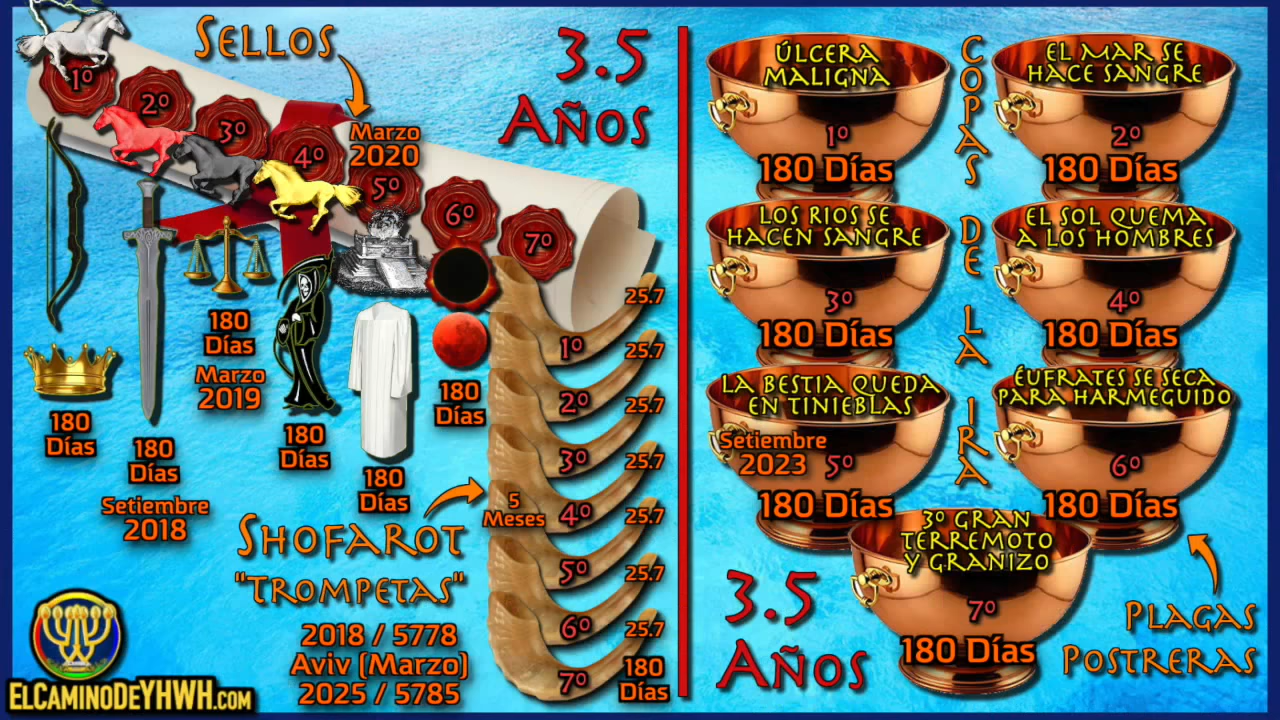 SELLOS
3.5
AÑOS
1º
2º
3º
4º
5º
6º
7º
Marzo
2020
180
Días
180
Días
Setiembre
2018
180
Días
Marzo
2019
180
Días
180
Días
180
Días
SHOFAROT
"TROMPETAS"
2018 / 5778
Aviv (Marzo)
2025 / 5785
1º
25.7
2º
25.7
3º
25.7
5
Meses
4º
25.7
5º
25.7
6º
25.7
7º
25.7
180
Días
ELCAMINODEYHWH.COM
COPAS DE LA IRA
ÚLCERA
MALIGNA
1º
180 Días
EL MAR SE
HACE SANGRE
2º
180 Días
LOS RIOS SE
HACEN SANGRE
3º
180 Días
EL SOL QUEMA
A LOS HOMBRES
4º
180 Días
LA BESTIA QUEDA
EN TINIEBLAS
Setiembre
2023
5º
180 Días
ÉUFRATES SE SECA
PARA HARMEGUIDO
6º
180 Días
3º GRAN
TERREMOTO
Y GRANIZO
7º
180 Días
3.5
AÑOS
PLAGAS
POSTRERAS